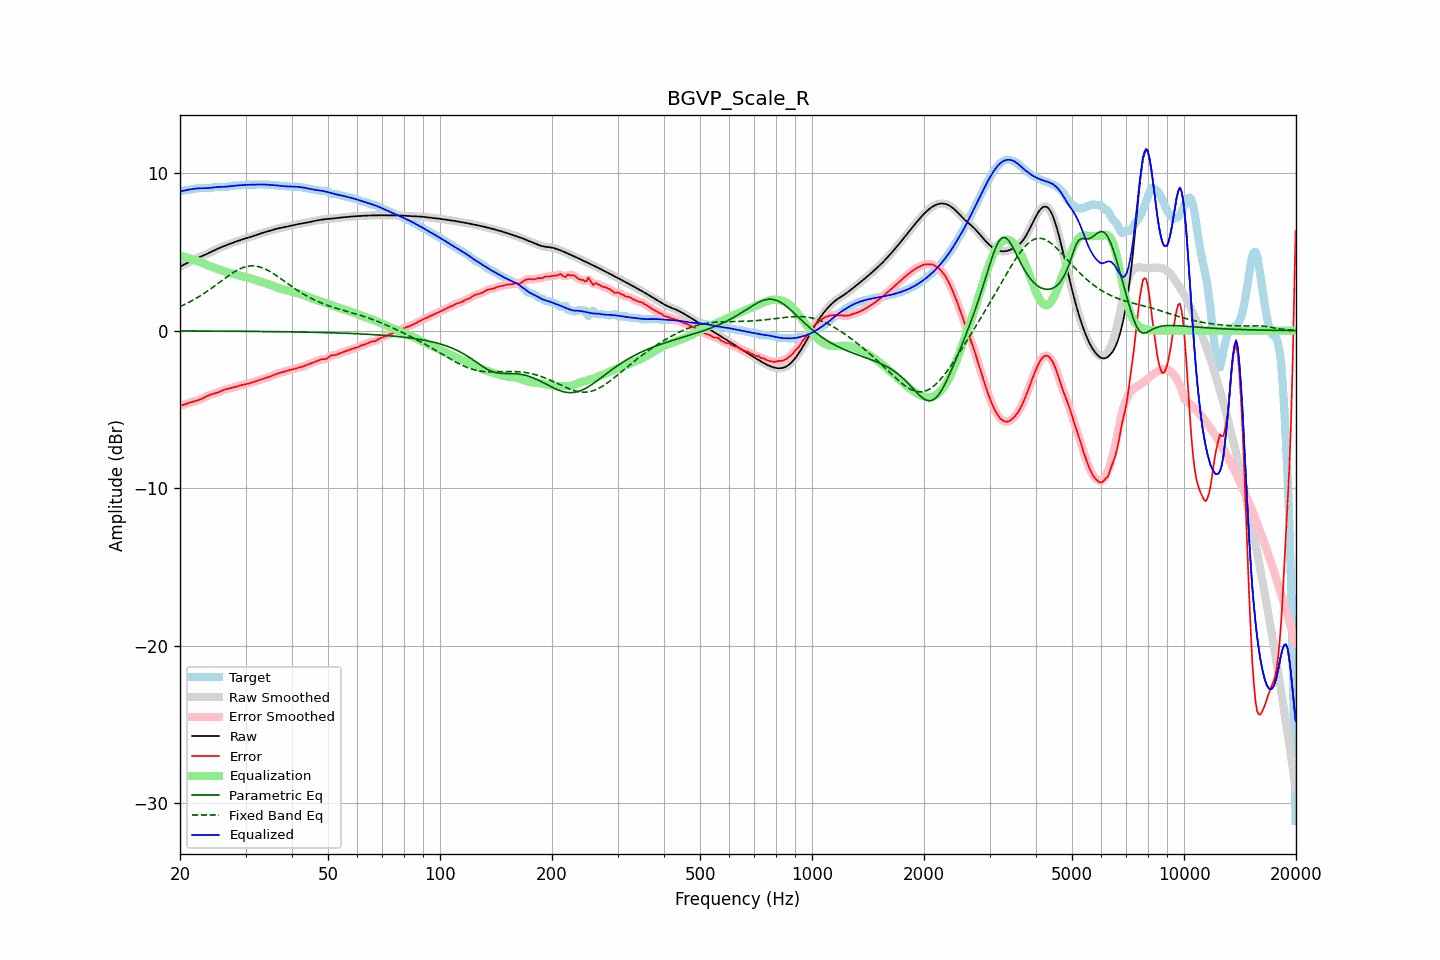 BGVP_Scale_R
Amplitude (dBr)
10
0
−10
−20
−30
Target
Raw Smoothed
Error Smoothed
Raw
Error
Equalization
Parametric Eq
Fixed Band Eq
Equalized
20 50 100 200 500 1000 2000 5000 10000 20000
Frequency (Hz)